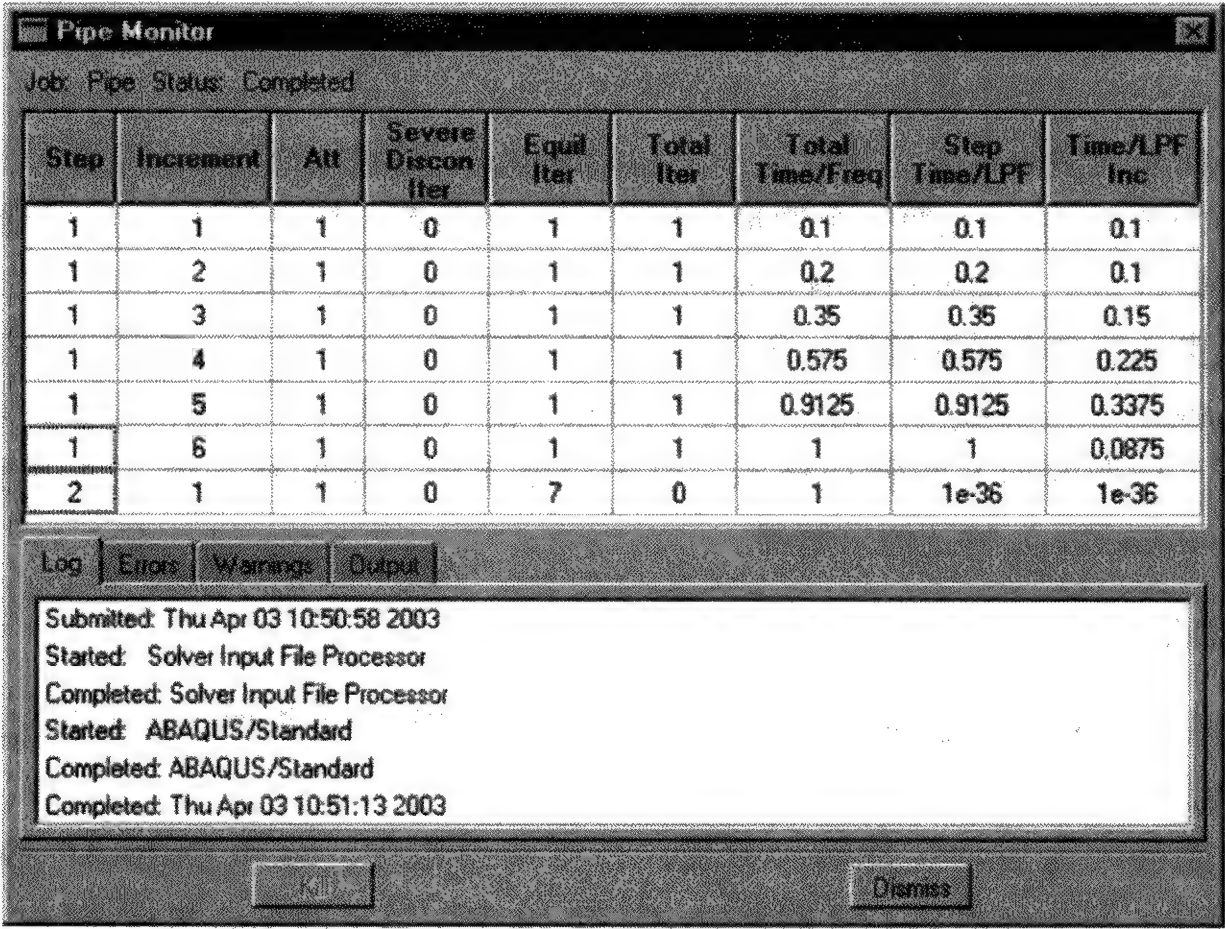 Pipe Monitor
Job: Pipe Status: Completed
Step Increment Att Severe Discon Iter Equil Iter Total Iter Total Time/Freq Step Time/LPF Time/LPF Inc
1 1 1 0 1 1 0.1 0.1 0.1
1 2 1 0 1 1 0.2 0.2 0.1
1 3 1 0 1 1 0.35 0.35 0.15
1 4 1 0 1 1 0.575 0.575 0.225
1 5 1 0 1 1 0.9125 0.9125 0.3375
1 6 1 0 1 1 1 1 0.0875
2 1 1 0 7 0 1 1e-36 1e-36
Log Errors Warnings Output
Submitted: Thu Apr 03 10:50:58 2003
Started: Solver Input File Processor
Completed: Solver Input File Processor
Started: ABAQUS/Standard
Completed: ABAQUS/Standard
Completed: Thu Apr 03 10:51:13 2003
Kill Dismiss